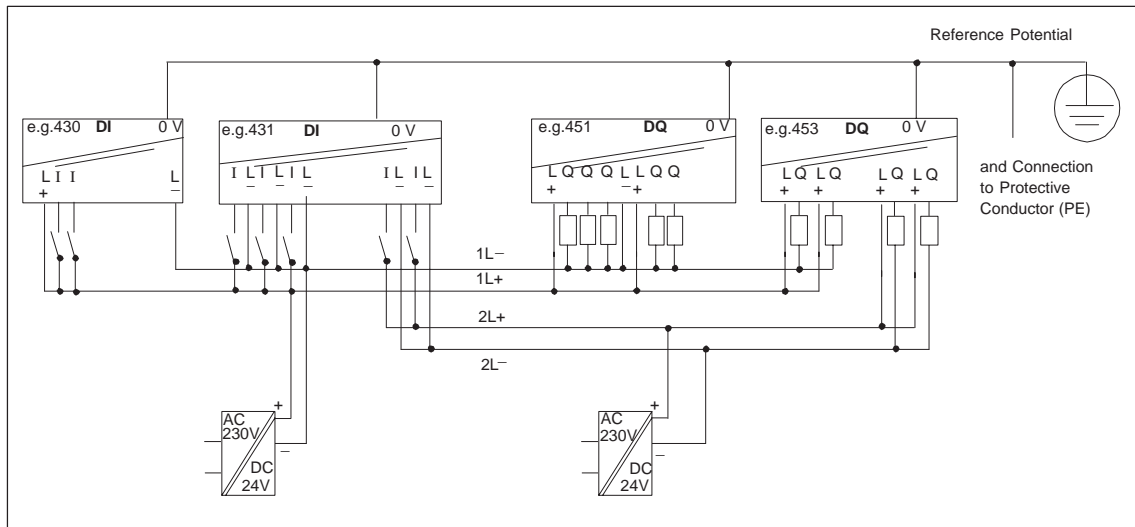 Reference Potential
e.g.430 DI 0 V
e.g.431 DI 0 V
e.g.451 DQ 0 V
e.g.453 DQ 0 V
L I I L
+ –
I L I L I L I L I L
– – – – –
L Q Q Q L L Q Q
+ – +
L Q L Q L Q L Q
+ + + +
and Connection
to Protective
Conductor (PE)
1L–
1L+
2L+
2L–
+
AC
230V
–
DC
24V
+
AC
230V
–
DC
24V